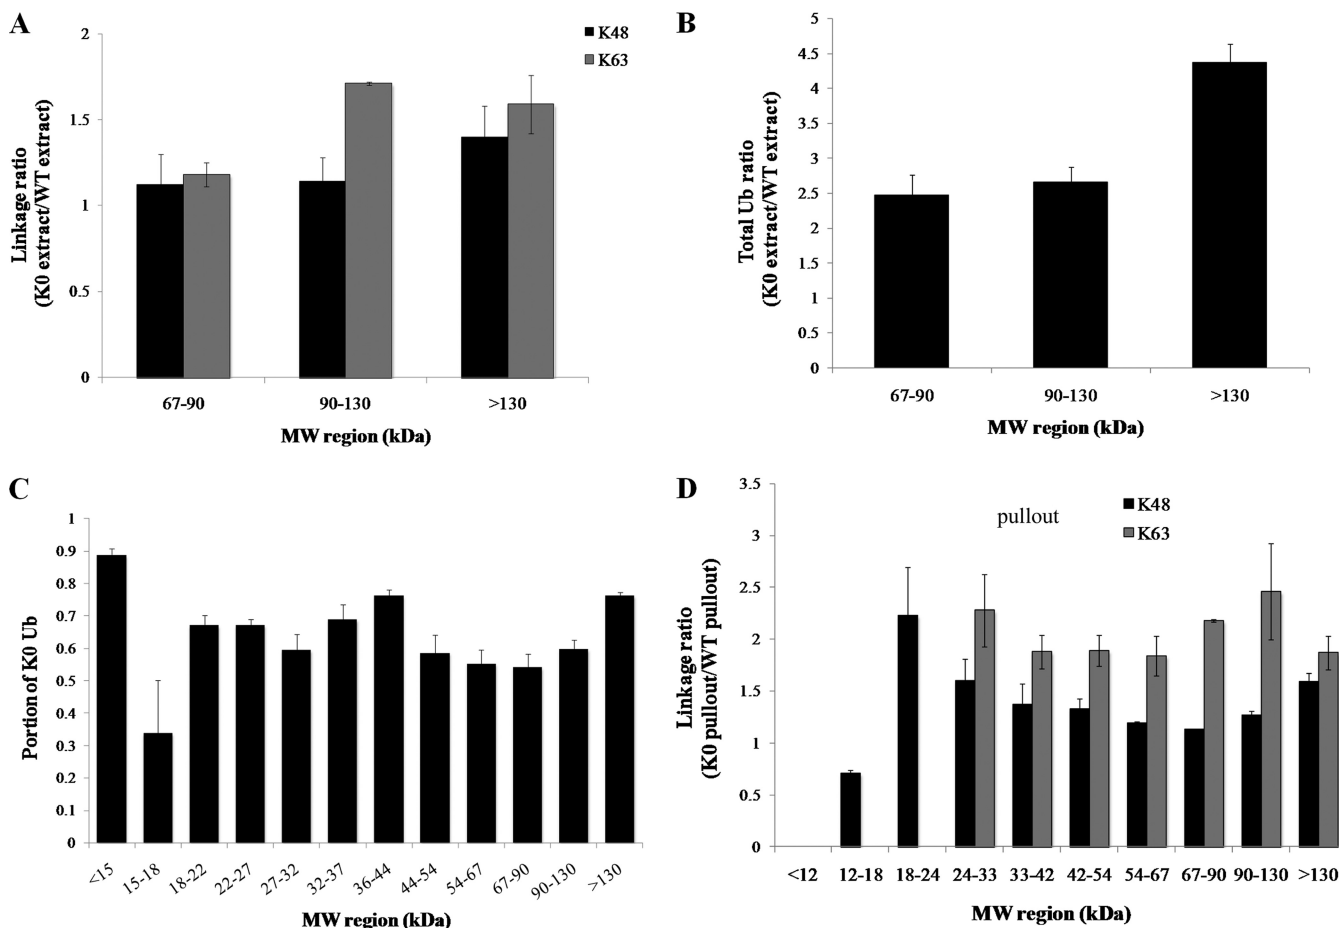 A
2
1.5
1
0.5
0
Linkage ratio
(K0 extract/WT extract)
K48
K63
67-90 90-130 >130
MW region (kDa)
B
5
4.5
4
3.5
3
2.5
2
1.5
1
0.5
0
Total Ub ratio
(K0 extract/WT extract)
67-90 90-130 >130
MW region (kDa)
C
1
0.9
0.8
0.7
0.6
0.5
0.4
0.3
0.2
0.1
0
Portion of K0 Ub
<15 15-18 18-22 22-27 27-32 32-37 36-44 44-54 54-67 67-90 90-130 >130
MW region (kDa)
D
3.5
3
2.5
2
1.5
1
0.5
0
Linkage ratio
(K0 pullout/WT pullout)
pullout
K48
K63
<12 12-18 18-24 24-33 33-42 42-54 54-67 67-90 90-130 >130
MW region (kDa)